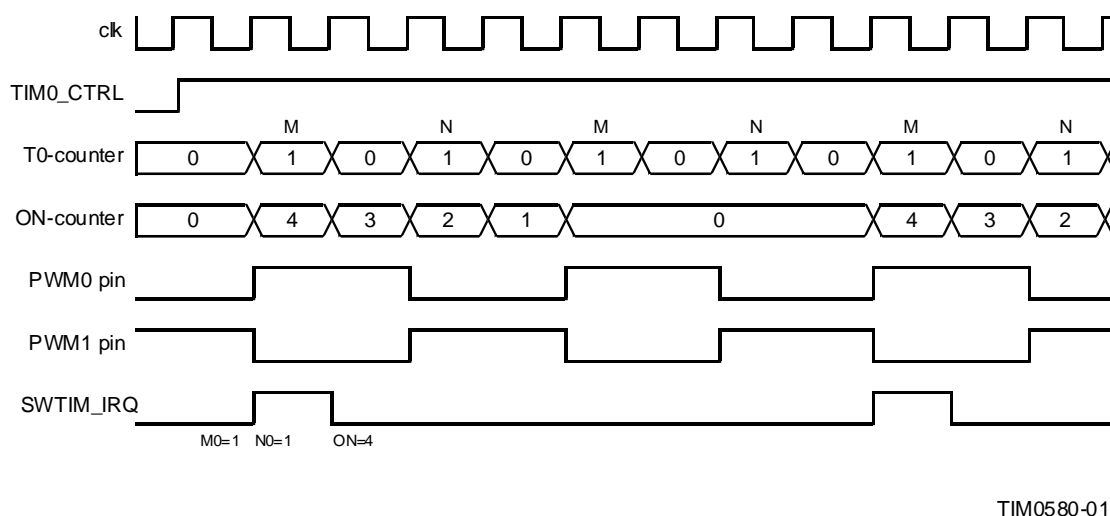 clk
TIM0_CTRL
M N M N M N
T0-counter 0 1 0 1 0 1 0 1 0 1 0 1
ON-counter 0 4 3 2 1 0 4 3 2
PWM0 pin
PWM1 pin
SWTIM_IRQ
M0=1 N0=1 ON=4
TIM0580-01